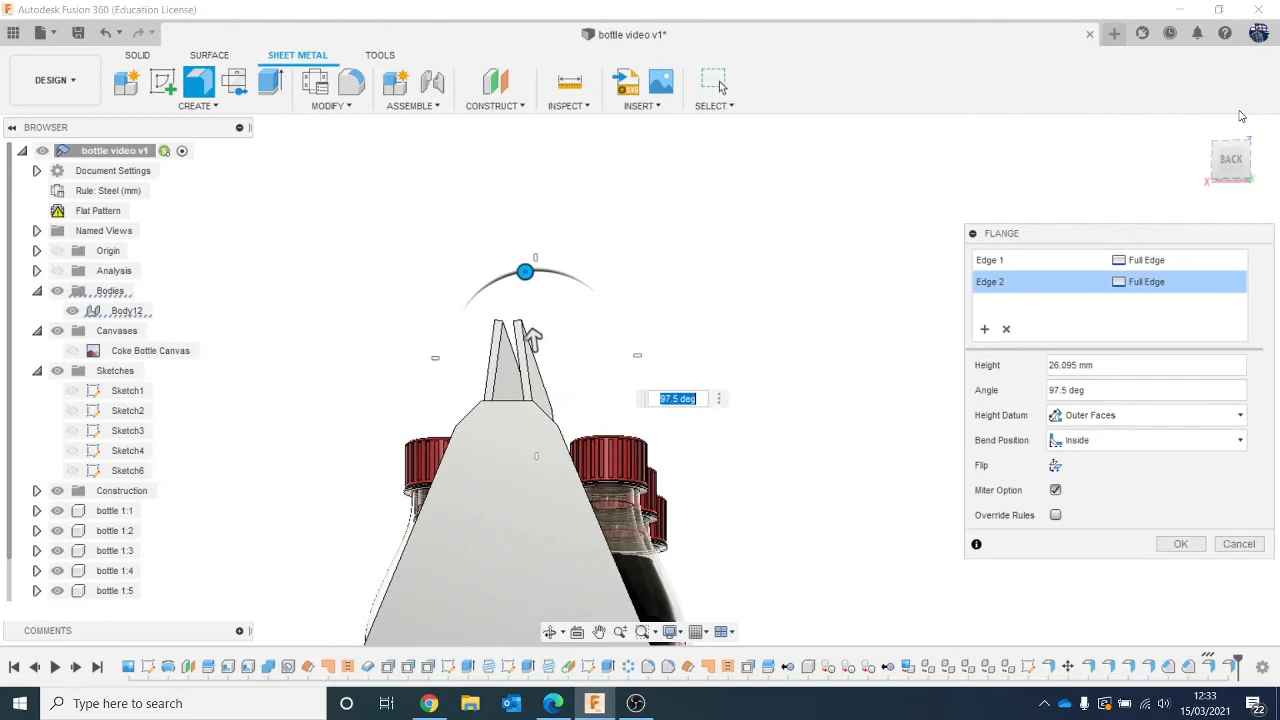 Autodesk Fusion 360 (Education License)
bottle video v1*
DESIGN
SOLID
SURFACE
SHEET METAL
TOOLS
CREATE
MODIFY
ASSEMBLE
CONSTRUCT
INSPECT
INSERT
SELECT
BROWSER
bottle video v1
Document Settings
Rule: Steel (mm)
Flat Pattern
Named Views
Origin
Analysis
Bodies
Body12
Canvases
Coke Bottle Canvas
Sketches
Sketch1
Sketch2
Sketch3
Sketch4
Sketch6
Construction
bottle 1:1
bottle 1:2
bottle 1:3
bottle 1:4
bottle 1:5
97.5 deg
BACK
X
FLANGE
Edge 1 Full Edge
Edge 2 Full Edge
Height 26.095 mm
Angle 97.5 deg
Height Datum Outer Faces
Bend Position Inside
Flip
Miter Option
Override Rules
OK Cancel
COMMENTS
Type here to search
12:33
15/03/2021
22